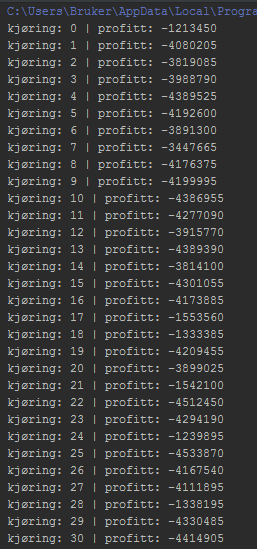 C:\Users\Bruker\AppData\Local\Progra
kjøring: 0 | profitt: -1213450
kjøring: 1 | profitt: -4080205
kjøring: 2 | profitt: -3819085
kjøring: 3 | profitt: -3988790
kjøring: 4 | profitt: -4389525
kjøring: 5 | profitt: -4192600
kjøring: 6 | profitt: -3891300
kjøring: 7 | profitt: -3447665
kjøring: 8 | profitt: -4176375
kjøring: 9 | profitt: -4199995
kjøring: 10 | profitt: -4386955
kjøring: 11 | profitt: -4277090
kjøring: 12 | profitt: -3915770
kjøring: 13 | profitt: -4389390
kjøring: 14 | profitt: -3814100
kjøring: 15 | profitt: -4301055
kjøring: 16 | profitt: -4173885
kjøring: 17 | profitt: -1553560
kjøring: 18 | profitt: -1333385
kjøring: 19 | profitt: -4209455
kjøring: 20 | profitt: -3899025
kjøring: 21 | profitt: -1542100
kjøring: 22 | profitt: -4512450
kjøring: 23 | profitt: -4294190
kjøring: 24 | profitt: -1239895
kjøring: 25 | profitt: -4533870
kjøring: 26 | profitt: -4167540
kjøring: 27 | profitt: -4111895
kjøring: 28 | profitt: -1338195
kjøring: 29 | profitt: -4330485
kjøring: 30 | profitt: -4414905